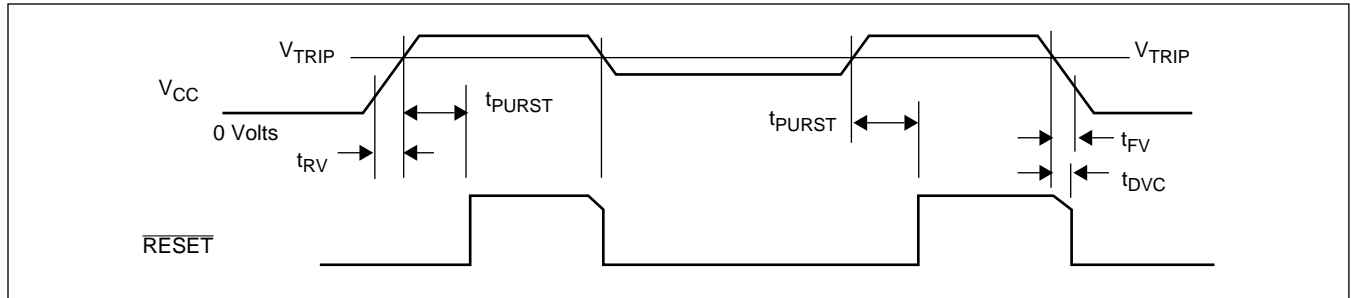 VTRIP
VTRIP
VCC
tPURST
tPURST
0 Volts
tRV
tFV
tDVC
RESET